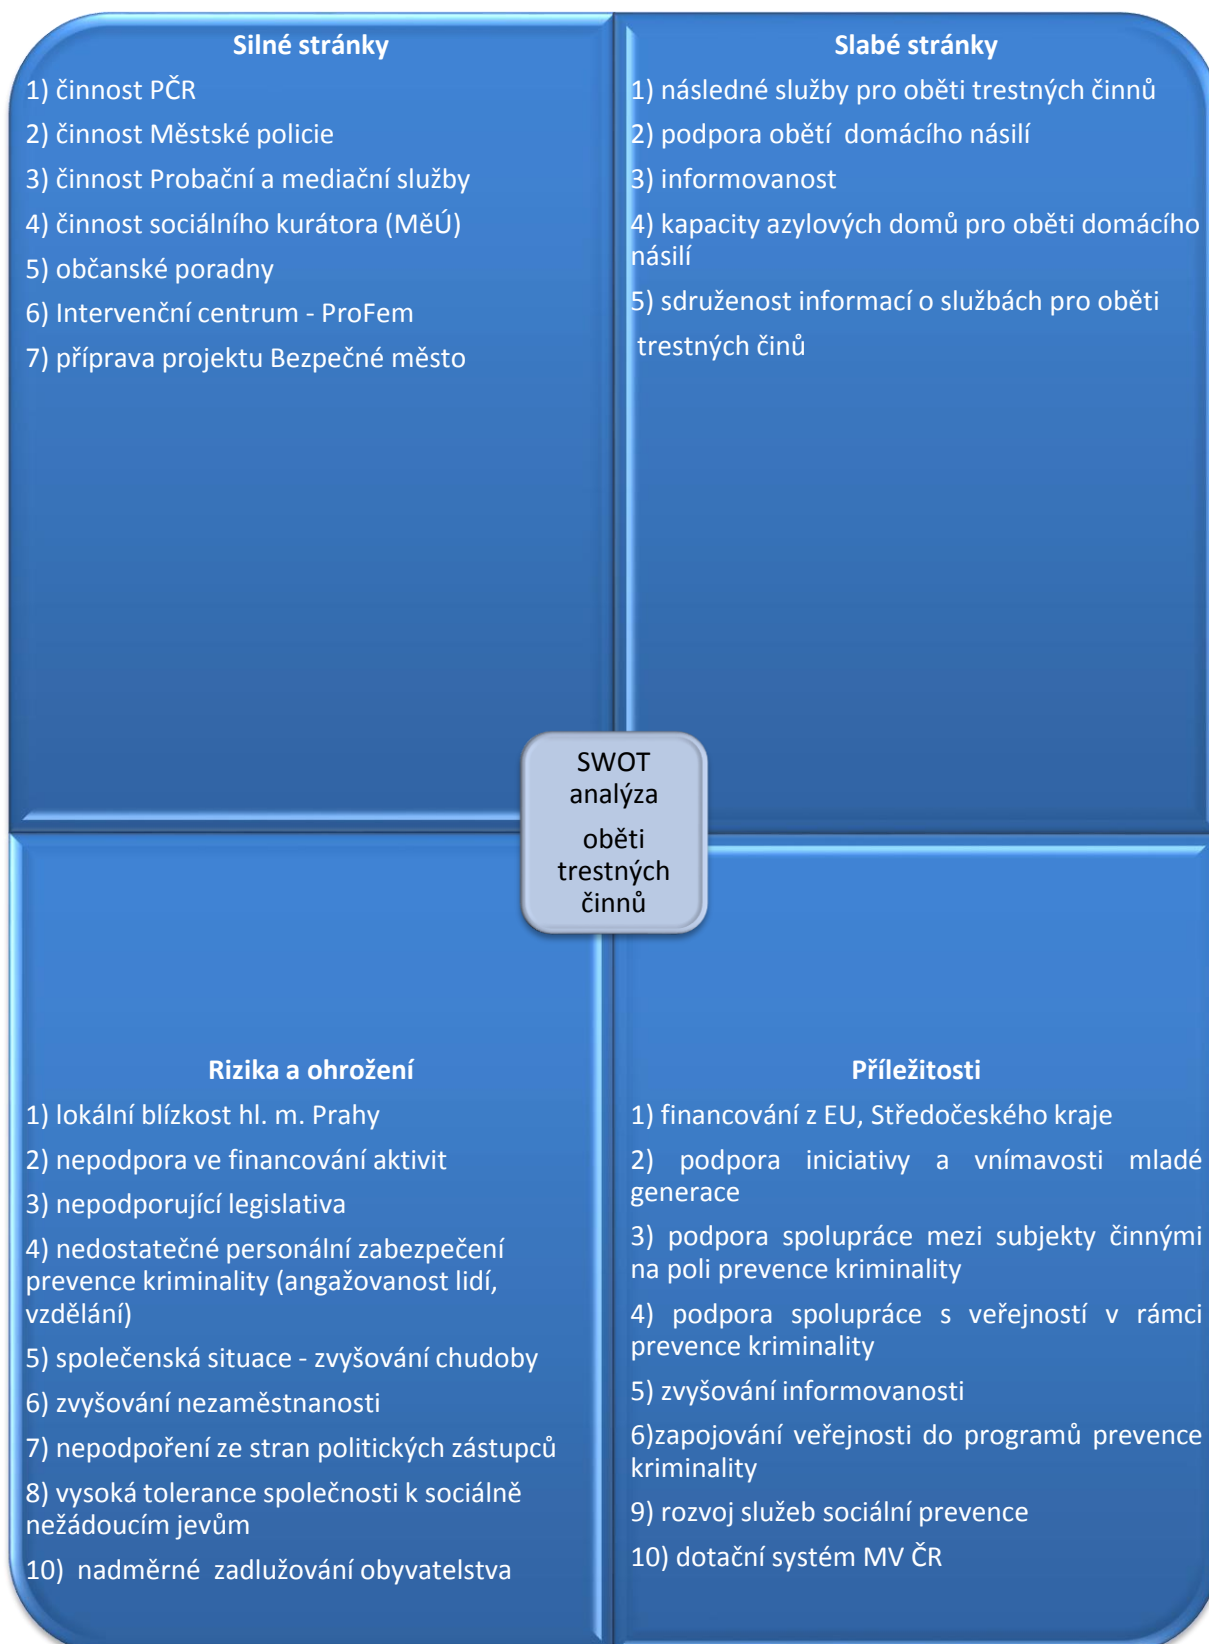 Silné stránky
1) činnost PČR
2) činnost Městské policie
3) činnost Probační a mediační služby
4) činnost sociálního kurátora (MěÚ)
5) občanské poradny
6) Intervenční centrum - ProFem
7) příprava projektu Bezpečné město
Slabé stránky
1) následné služby pro oběti trestných činnů
2) podpora obětí  domácího násilí
3) informovanost
4) kapacity azylových domů pro oběti domácího
násilí
5) sdruženost informací o službách pro oběti
trestných činů
SWOT
analýza
oběti
trestných
činnů
Rizika a ohrožení
1) lokální blízkost hl. m. Prahy
2) nepodpora ve financování aktivit
3) nepodporující legislativa
4) nedostatečné personální zabezpečení
prevence kriminality (angažovanost lidí,
vzdělání)
5) společenská situace - zvyšování chudoby
6) zvyšování nezaměstnanosti
7) nepodpoření ze stran politických zástupců
8) vysoká tolerance společnosti k sociálně
nežádoucím jevům
10)  nadměrné  zadlužování obyvatelstva
Příležitosti
1) financování z EU, Středočeského kraje
2) podpora iniciativy a vnímavosti mladé
generace
3) podpora spolupráce mezi subjekty činnými
na poli prevence kriminality
4) podpora spolupráce s veřejností v rámci
prevence kriminality
5) zvyšování informovanosti
6)zapojování veřejnosti do programů prevence
kriminality
9) rozvoj služeb sociální prevence
10) dotační systém MV ČR